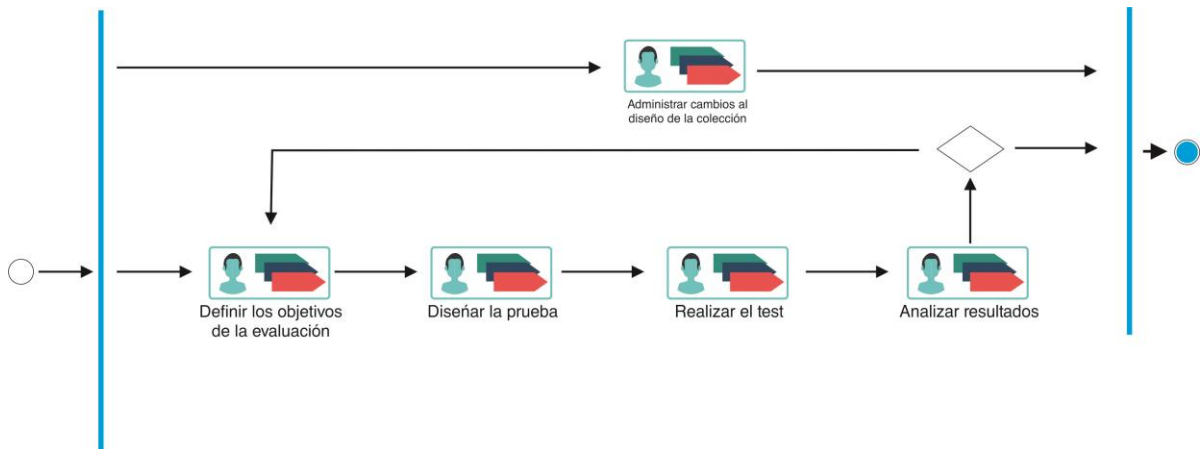 Administrar cambios al
diseño de la colección
Definir los objetivos
de la evaluación
Diseñar la prueba
Realizar el test
Analizar resultados